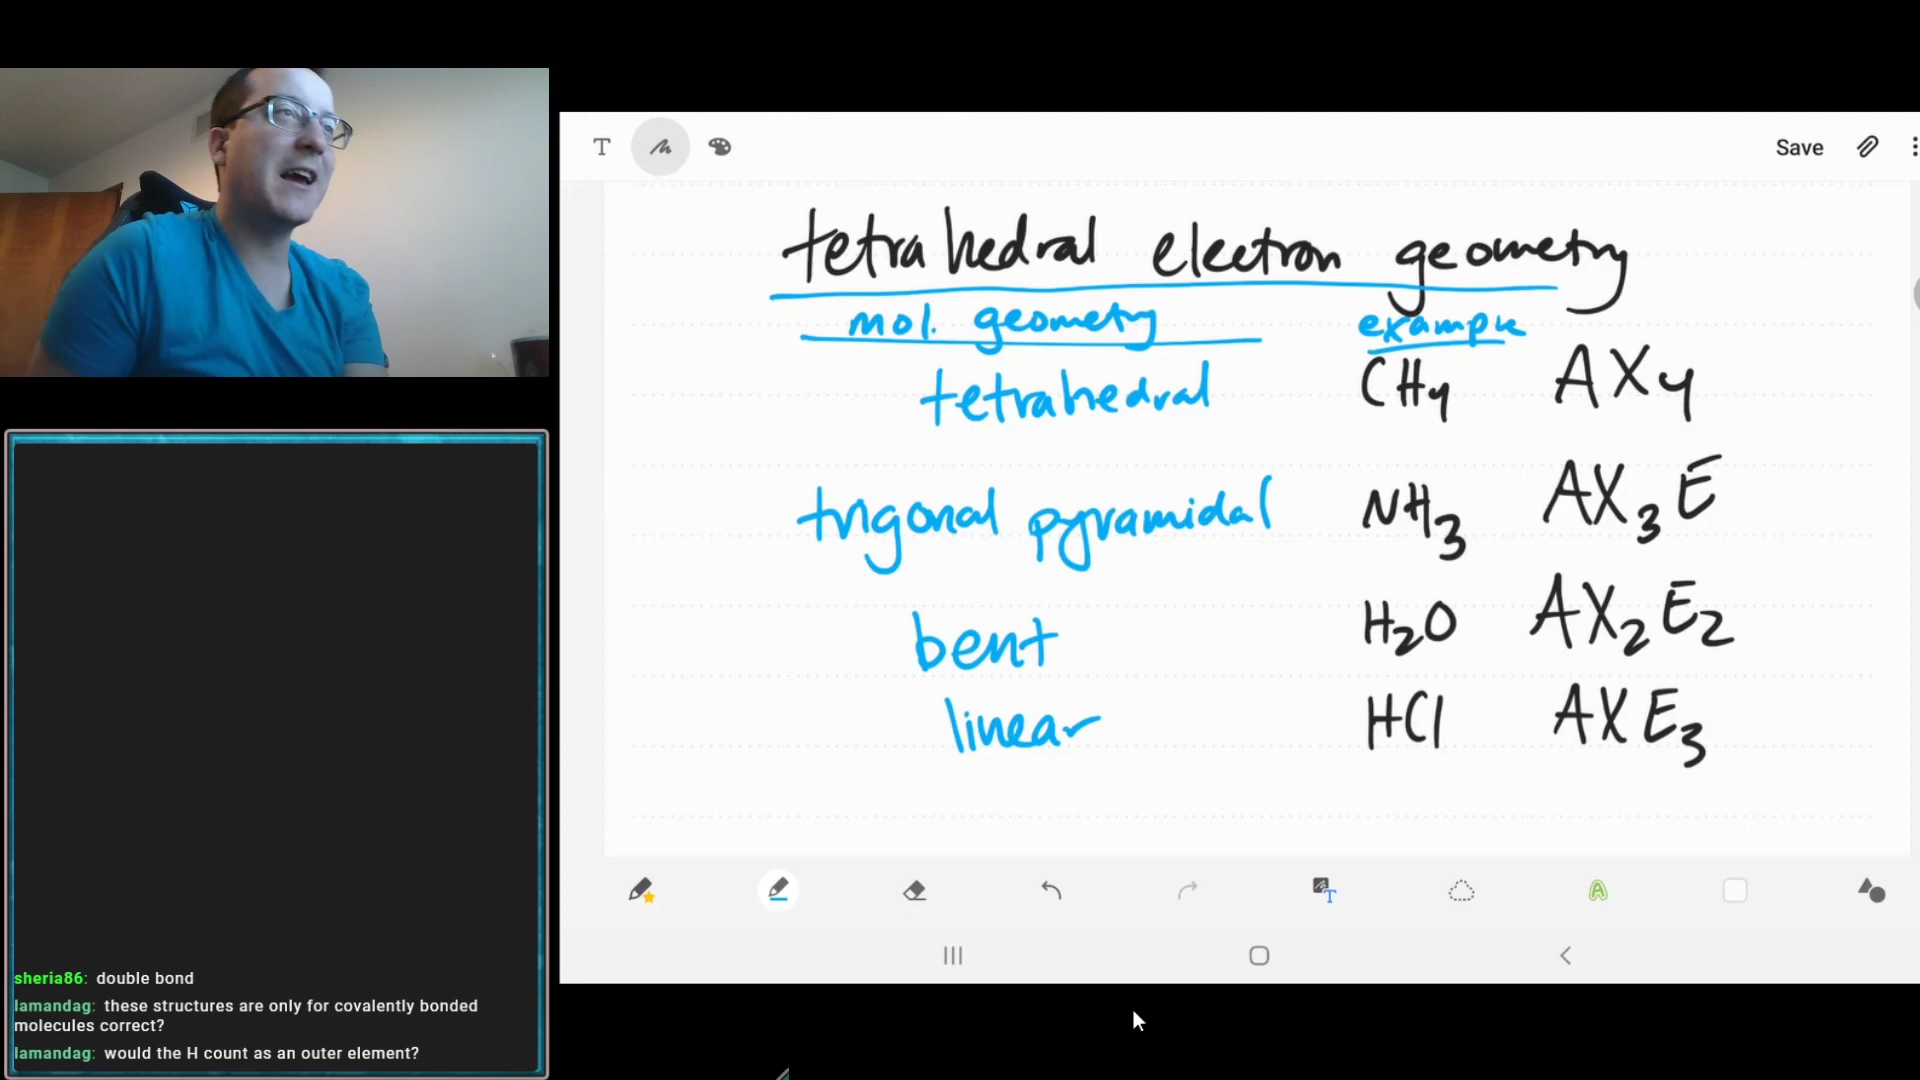 T
Save
tetrahedral electron geometry
mol. geometry example
tetrahedral CH4 AX4
trigonal pyramidal NH3 AX3E
bent H2O AX2E2
linear HCl AXE3
T
A
sheria86: double bond
lamandag: these structures are only for covalently bonded
molecules correct?
lamandag: would the H count as an outer element?